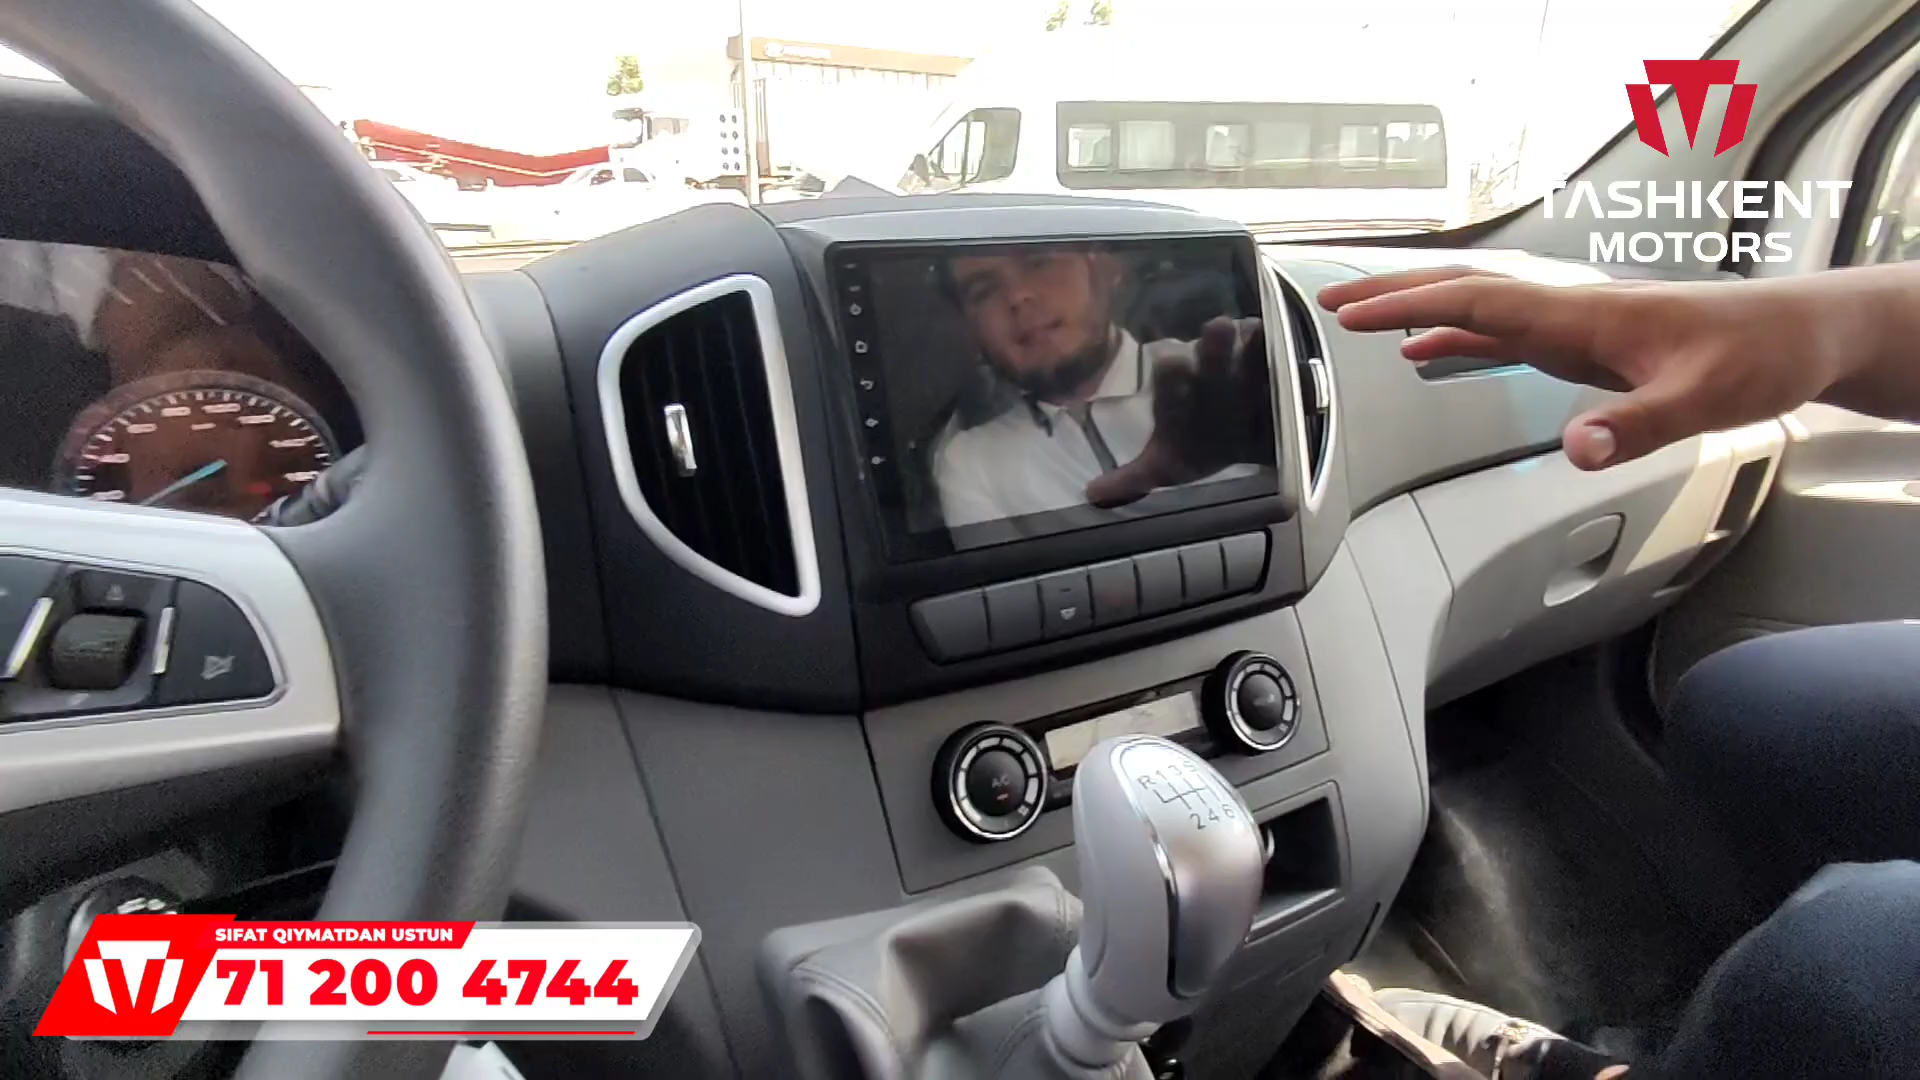 TASHKENT
MOTORS
A/C
R 1 3 5
2 4 6
SIFAT QIYMATDAN USTUN
71 200 4744